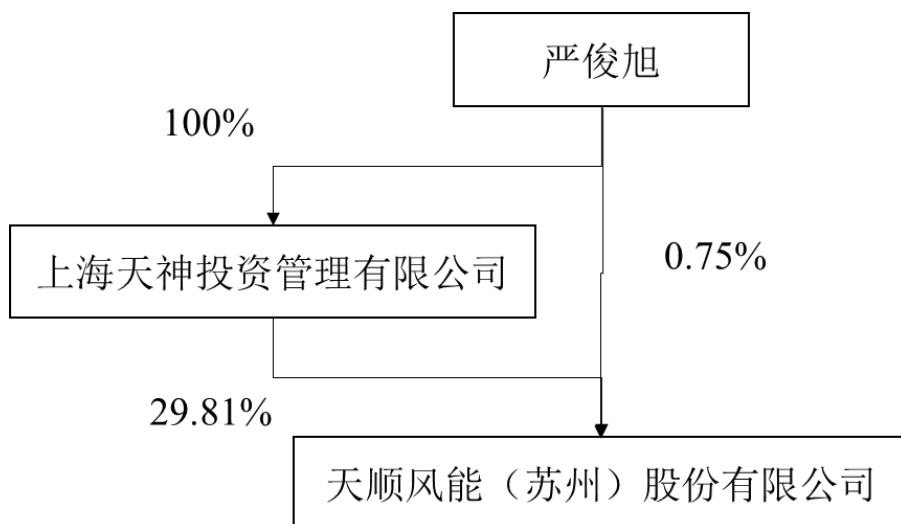 严俊旭
100%
上海天神投资管理有限公司
0.75%
29.81%
天顺风能（苏州）股份有限公司